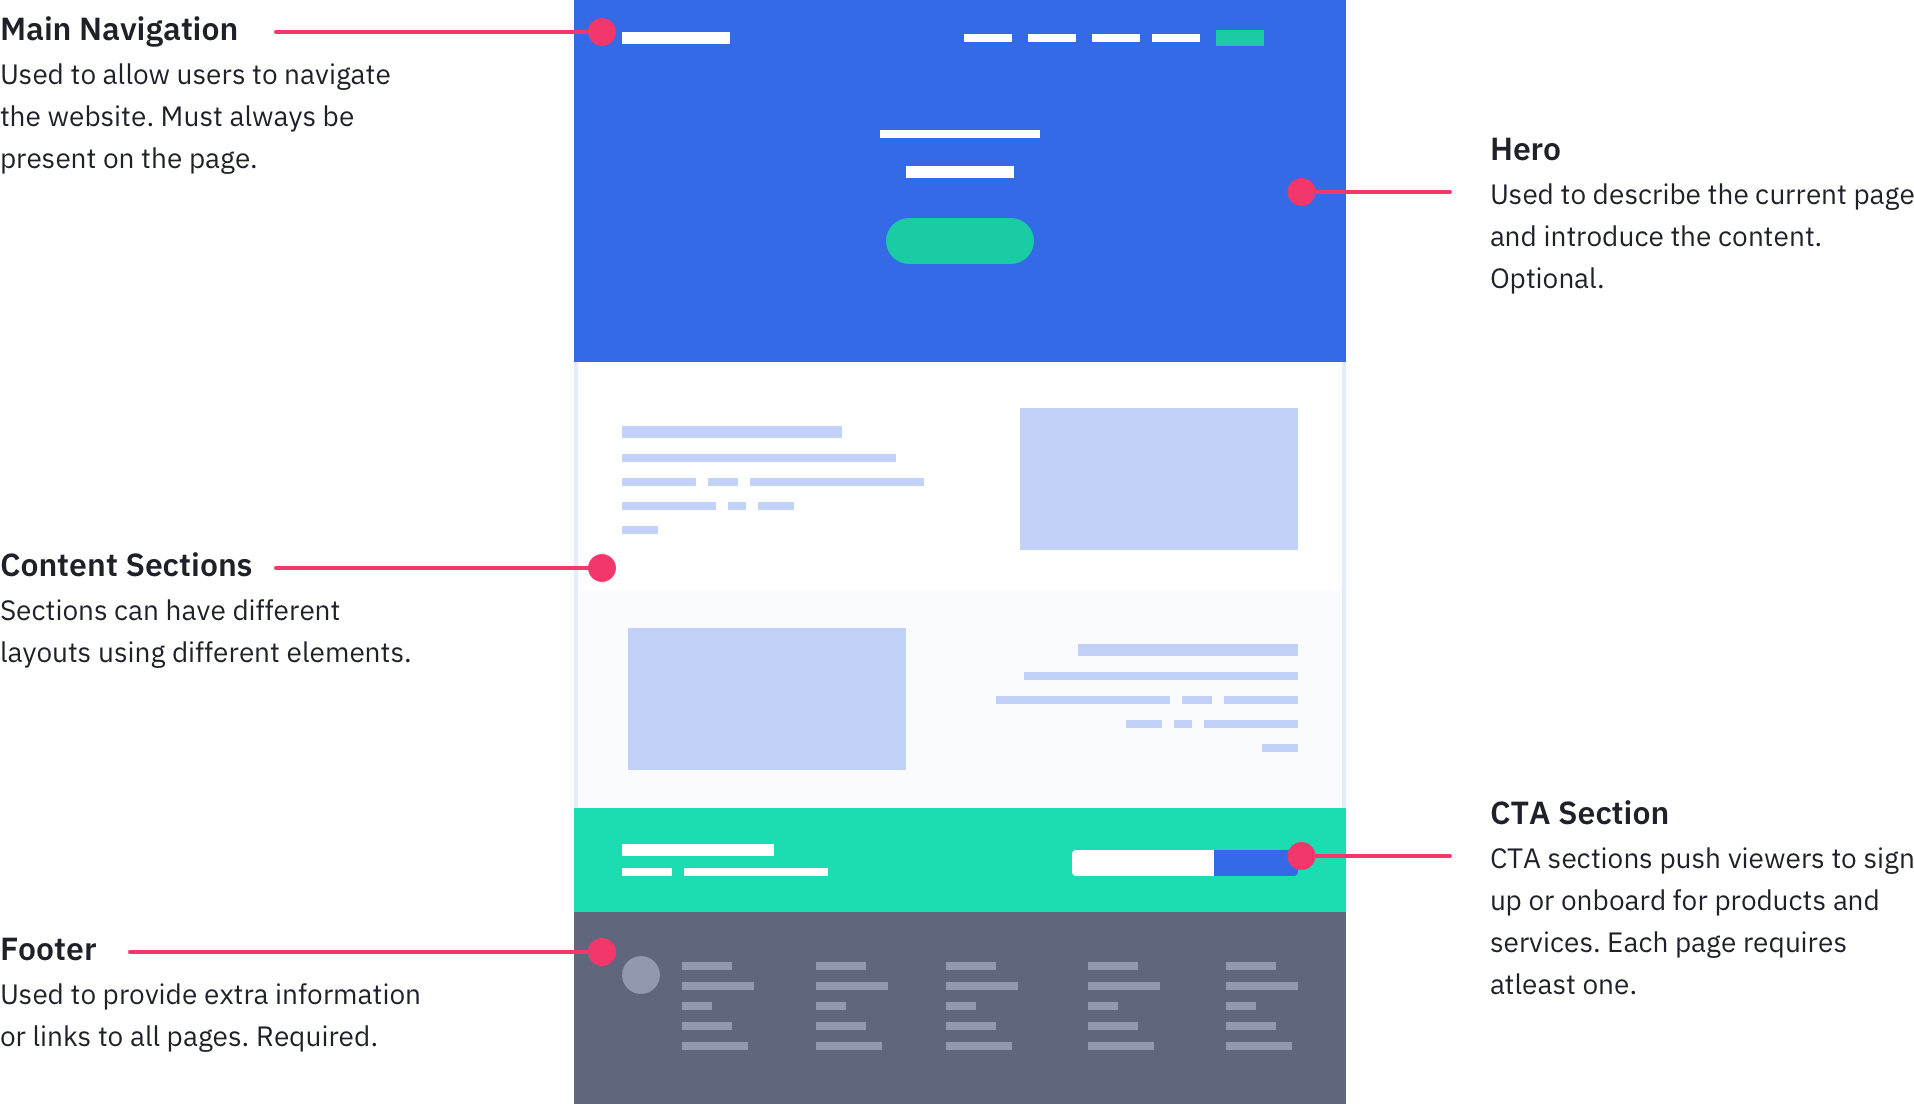 Main Navigation
Used to allow users to navigate
the website. Must always be
present on the page.
Hero
Used to describe the current page
and introduce the content.
Optional.
Content Sections
Sections can have different
layouts using different elements.
CTA Section
CTA sections push viewers to sign
up or onboard for products and
services. Each page requires
atleast one.
Footer
Used to provide extra information
or links to all pages. Required.